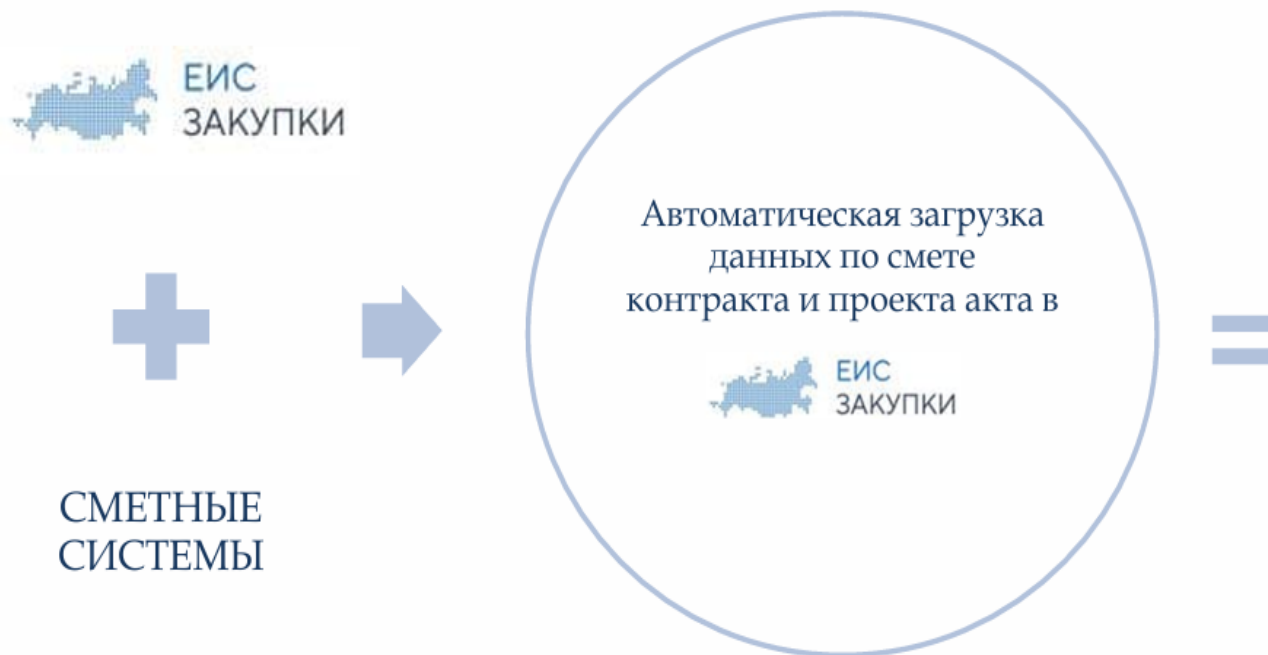 ЕИС
ЗАКУПКИ
СМЕТНЫЕ
СИСТЕМЫ
Автоматическая загрузка
данных по смете
контракта и проекта акта в
ЕИС
ЗАКУПКИ